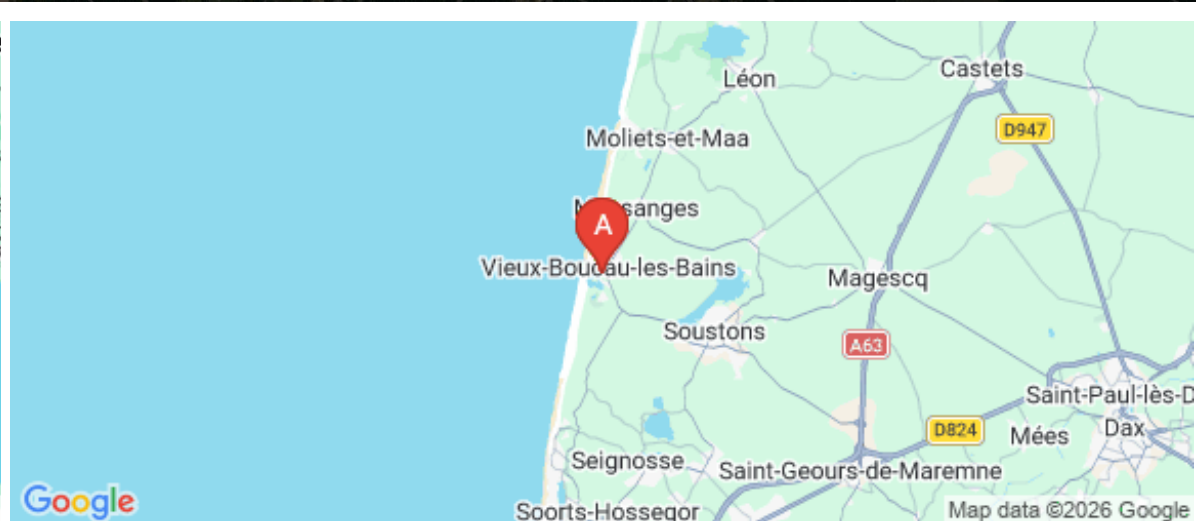 Léon
Castets
D947
Moliets-et-Maa
Messanges
A
Vieux-Boucau-les-Bains
Magescq
Soustons
A63
Saint-Paul-lès-D
D824
Mées
Dax
Seignosse
Saint-Geours-de-Maremne
Soorts-Hossegor
Google
Map data ©2026 Google